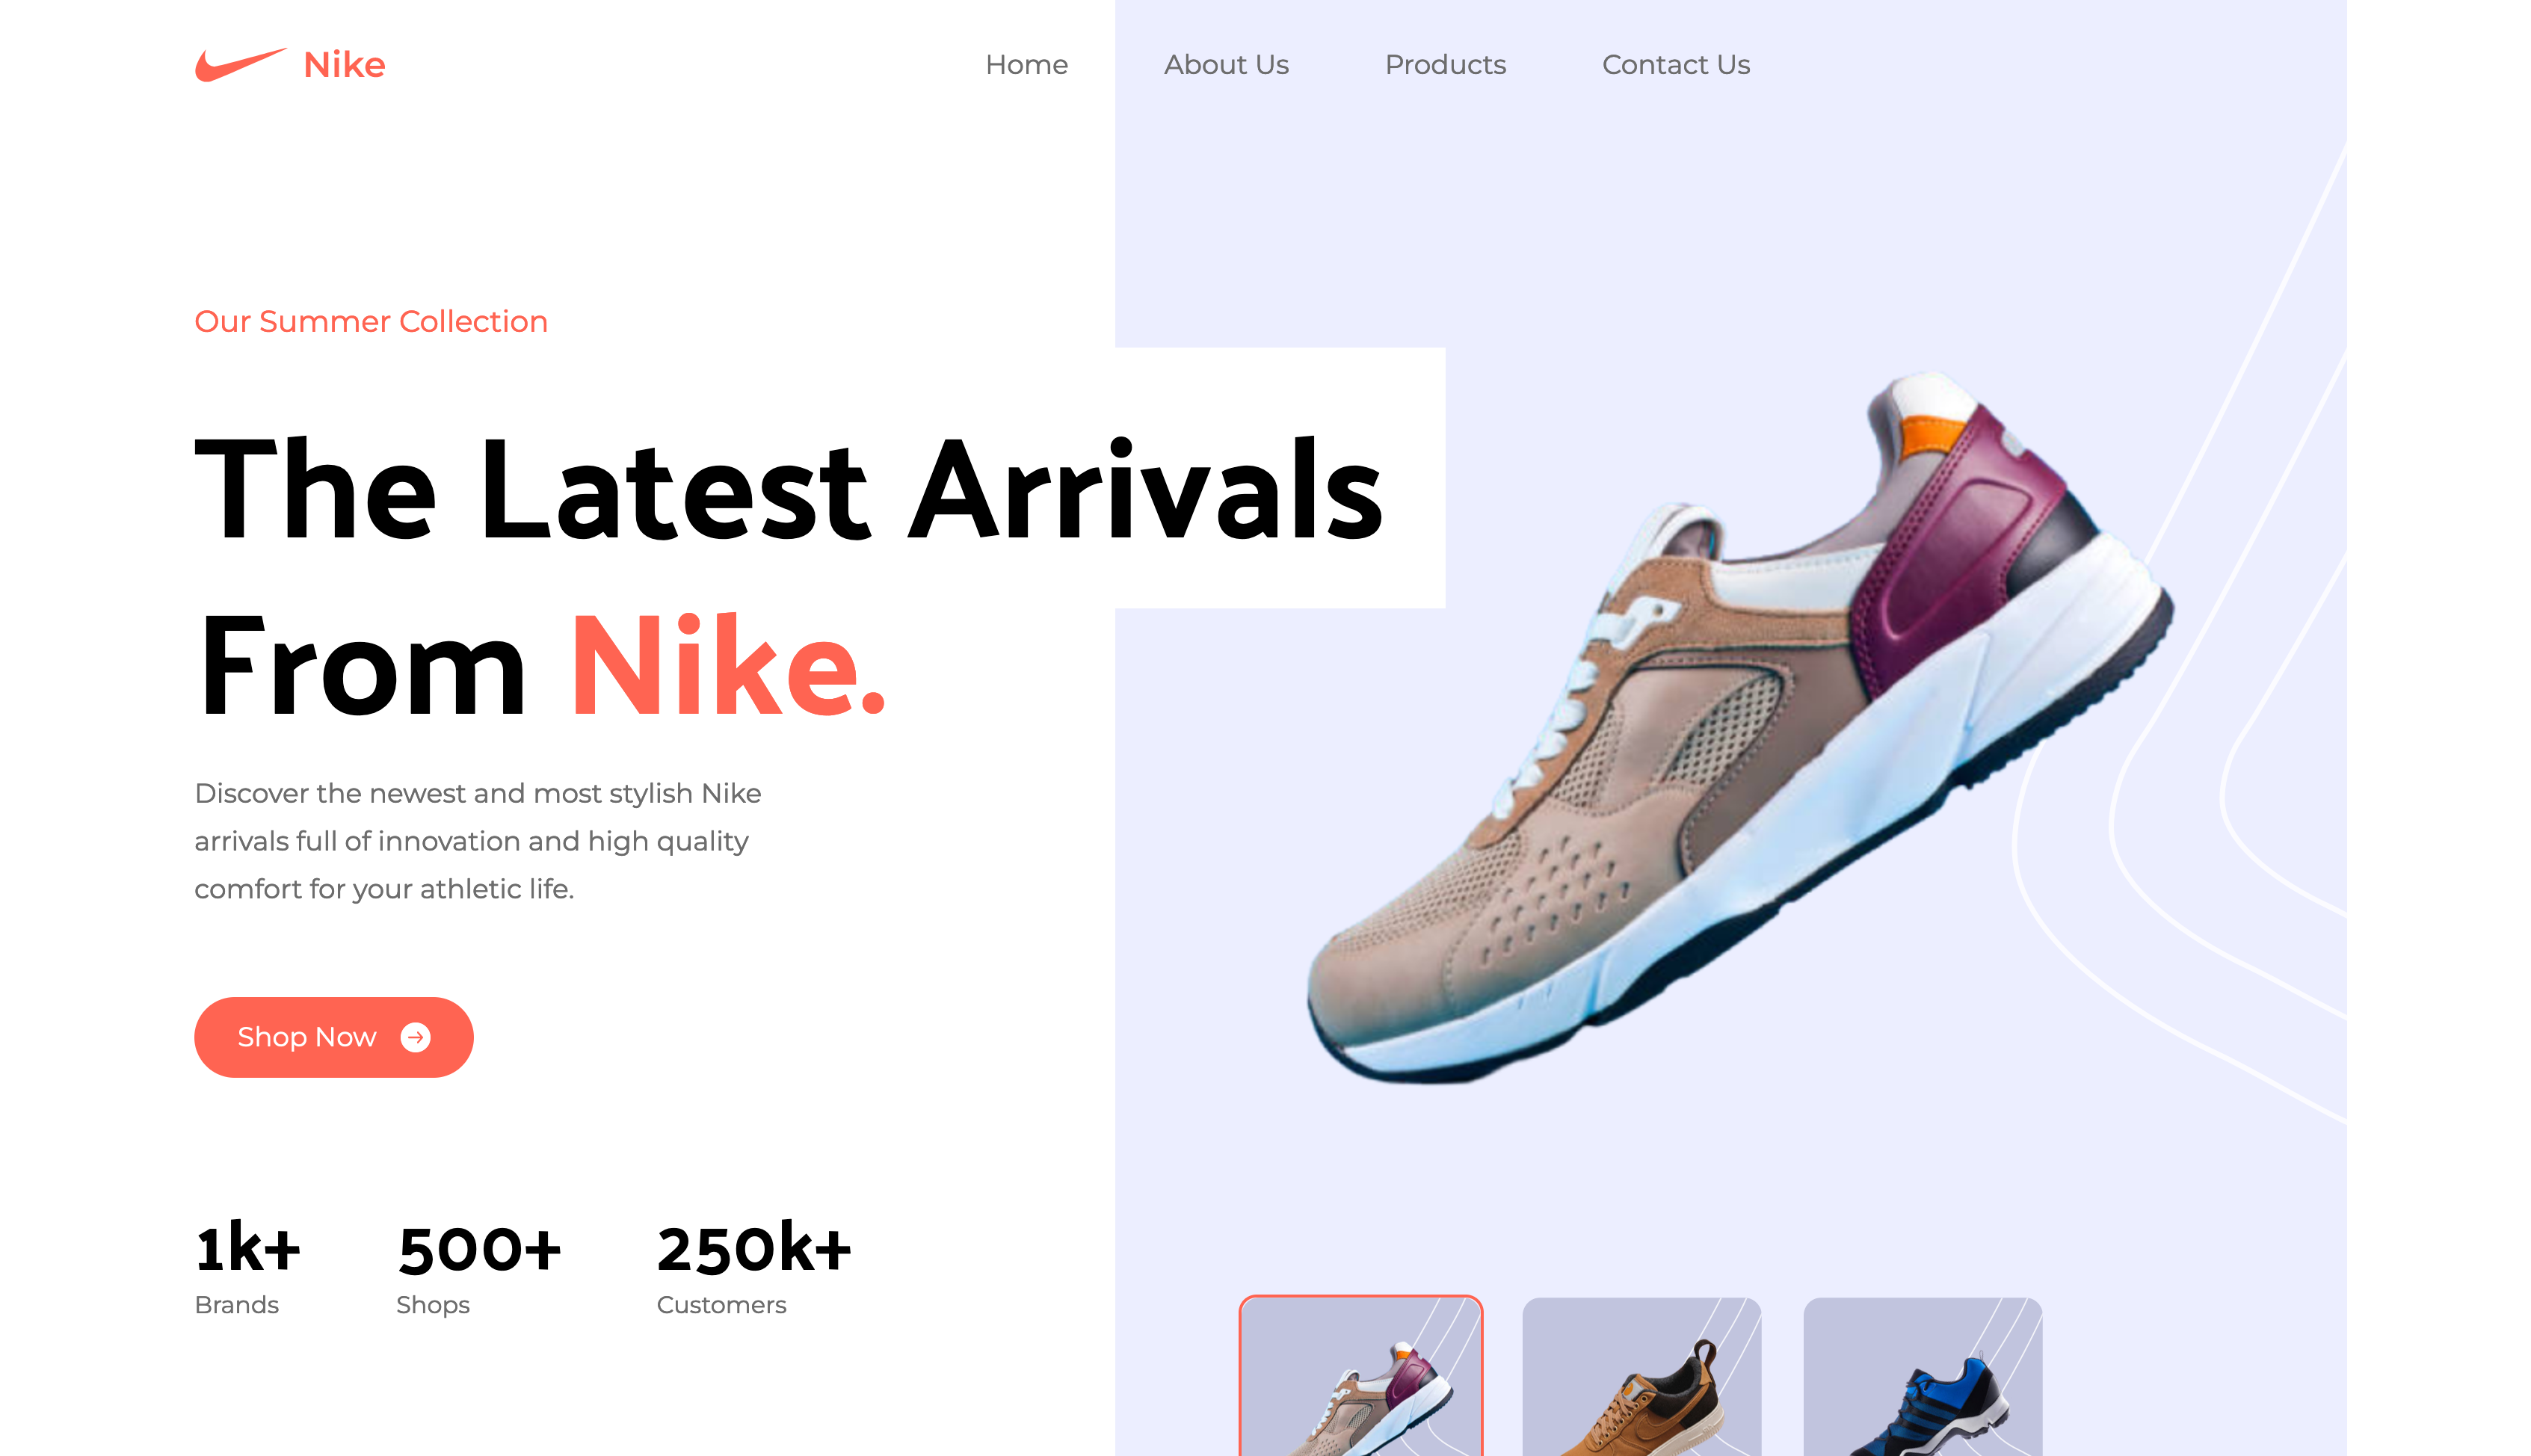 Nike
Home
About Us
Products
Contact Us
Our Summer Collection
The Latest Arrivals
From Nike.
Discover the newest and most stylish Nike
arrivals full of innovation and high quality
comfort for your athletic life.
Shop Now
1k+
Brands
500+
Shops
250k+
Customers